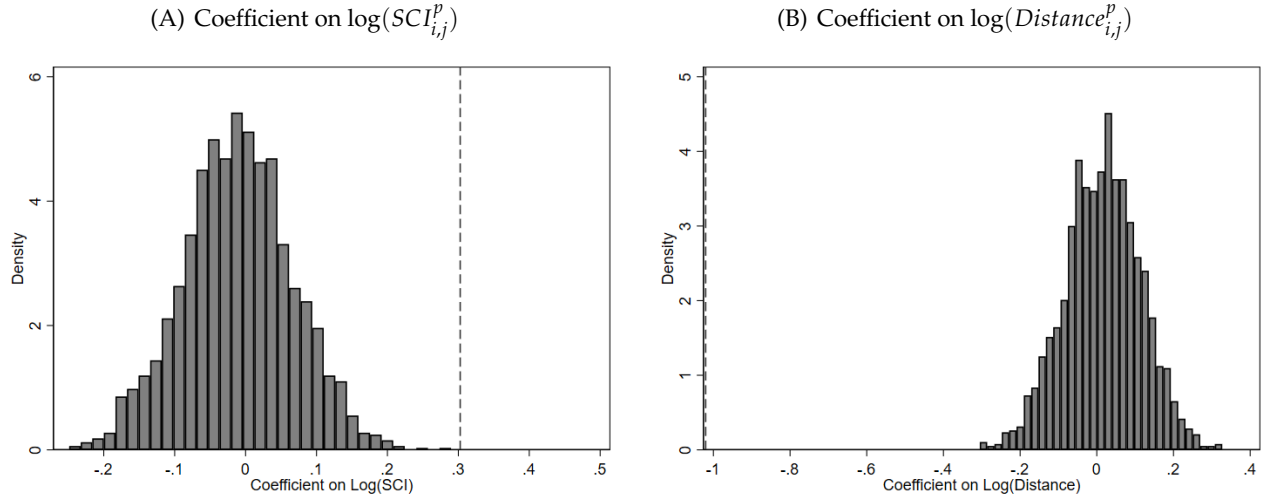 (A) Coefficient on log(SCI^p_{i,j})
6
4
2
0
Density
-.2 -.1 0 .1 .2 .3 .4 .5
Coefficient on Log(SCI)
(B) Coefficient on log(Distance^p_{i,j})
5
4
3
2
1
0
Density
-1 -.8 -.6 -.4 -.2 0 .2 .4
Coefficient on Log(Distance)